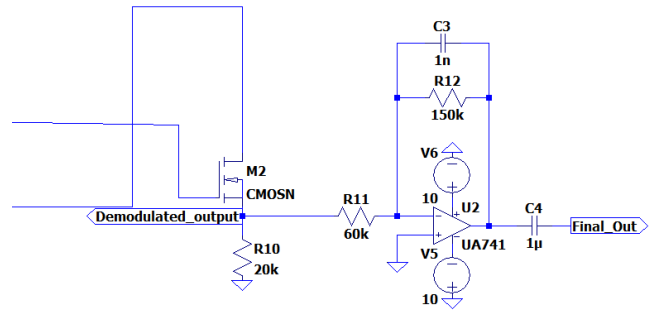 C3
1n
R12
150k
V6
M2
CMOSN
R11
10
U2
Demodulated_output
C4
Final_Out
60k
UA741
R10
V5
1µ
20k
10